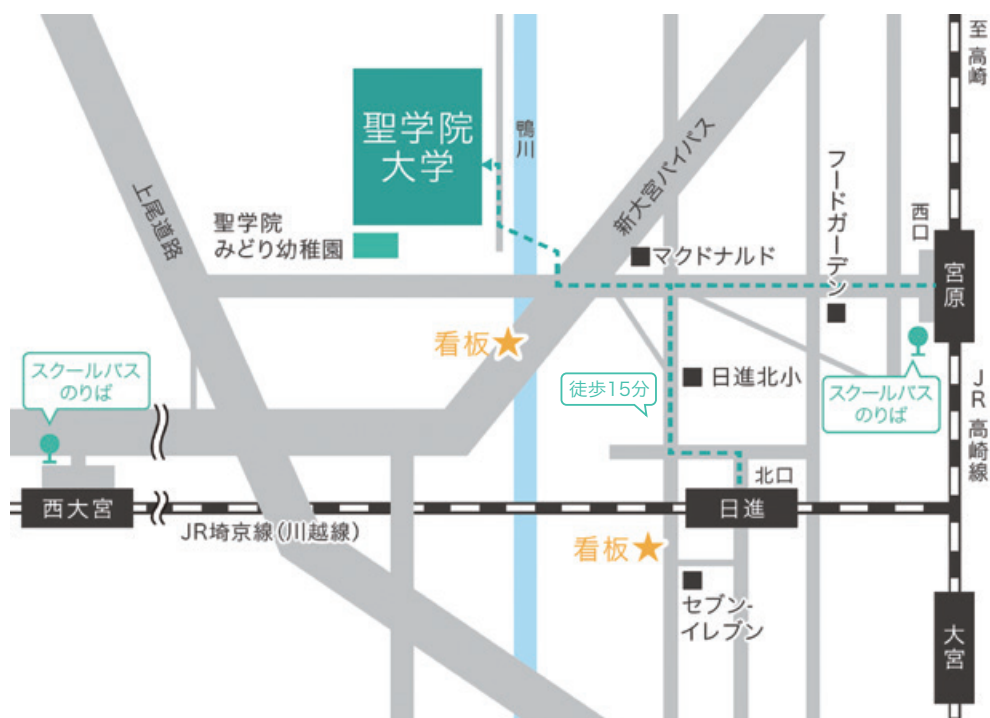 至高崎
聖学院
大学
鴨川
新大宮バイパス
フードガーデン
上尾道路
聖学院
みどり幼稚園
西口
マクドナルド
宮原
看板
スクールバス
のりば
徒歩15分
日進北小
スクールバス
のりば
JR高崎線
北口
西大宮
日進
JR埼京線(川越線)
看板
セブン-
イレブン
大宮